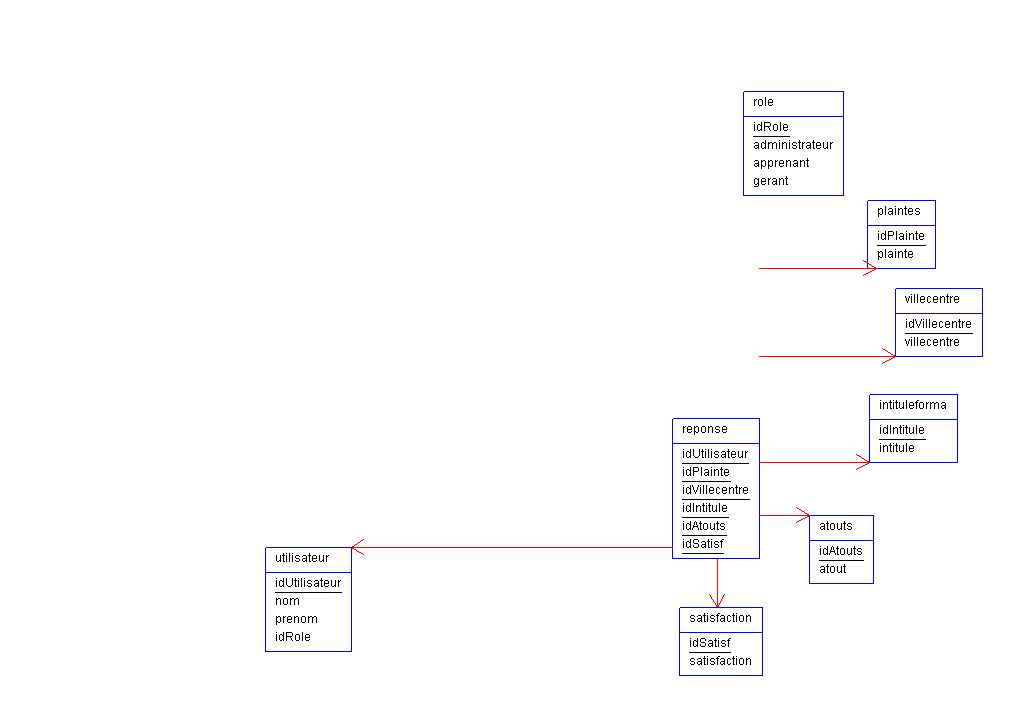 role
idRole
administrateur
apprenant
gerant
plaintes
idPlainte
plainte
villecentre
idVillecentre
villecentre
intituleforma
idIntitule
intitule
reponse
idUtilisateur
idPlainte
idVillecentre
idIntitule
idAtouts
idSatisf
atouts
idAtouts
atout
utilisateur
idUtilisateur
nom
prenom
idRole
satisfaction
idSatisf
satisfaction